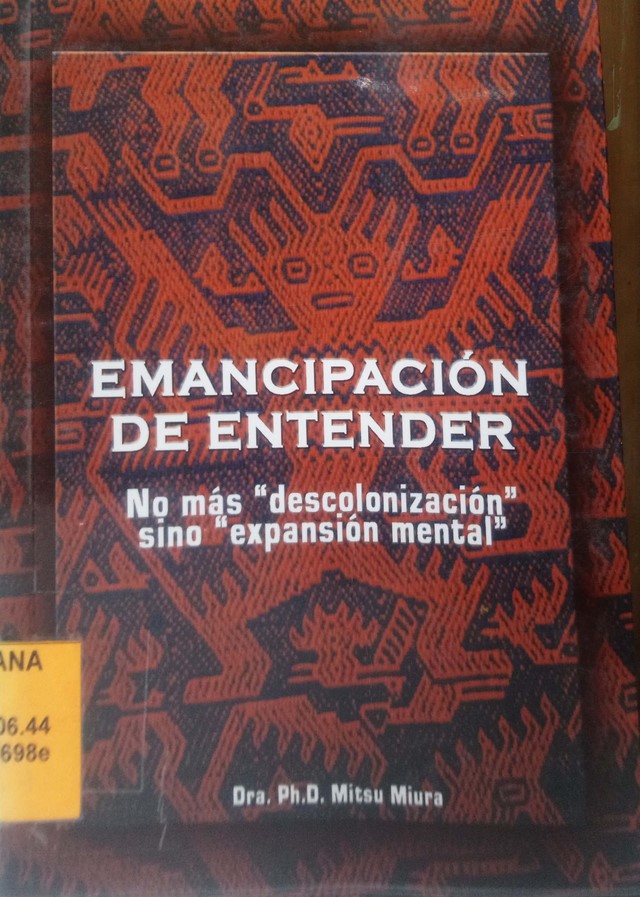 EMANCIPACIÓN
DE ENTENDER
No más "descolonización"
sino "expansión mental"
ANA
06.44
698e
Dra. Ph.D. Mitsu Miura